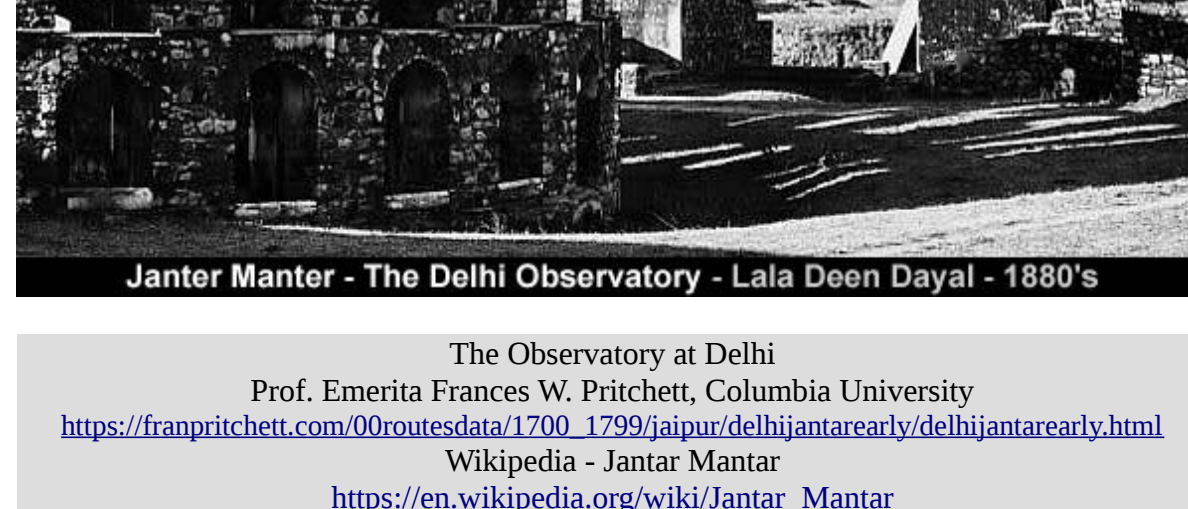 Janter Manter - The Delhi Observatory - Lala Deen Dayal - 1880's
The Observatory at Delhi
Prof. Emerita Frances W. Pritchett, Columbia University
https://franpritchett.com/00routesdata/1700_1799/jaipur/delhijantarearly/delhijantarearly.html
Wikipedia - Jantar Mantar
https://en.wikipedia.org/wiki/Jantar_Mantar